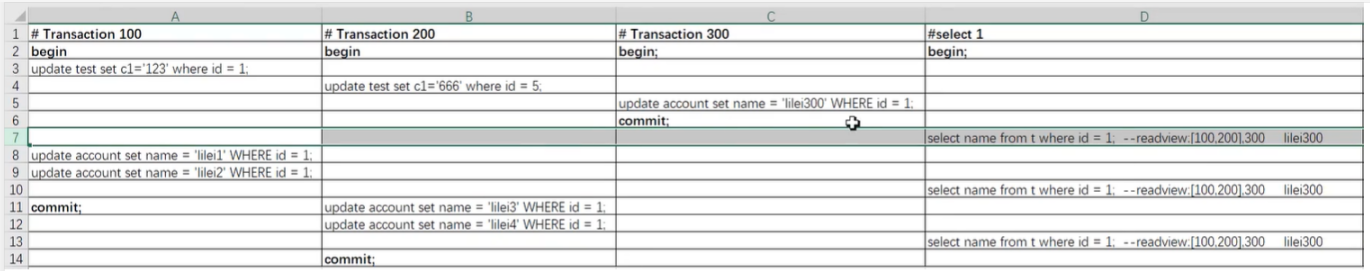 A B C D
1 # Transaction 100 # Transaction 200 # Transaction 300 #select 1
2 begin begin begin; begin;
3 update test set c1='123' where id = 1;
4 update test set c1='666' where id = 5;
5 update account set name = 'lilei300' WHERE id = 1;
6 commit;
7 select name from t where id = 1; --readview:[100,200],300 lilei300
8 update account set name = 'lilei1' WHERE id = 1;
9 update account set name = 'lilei2' WHERE id = 1;
10 select name from t where id = 1; --readview:[100,200],300 lilei300
11 commit; update account set name = 'lilei3' WHERE id = 1;
12 update account set name = 'lilei4' WHERE id = 1;
13 select name from t where id = 1; --readview:[100,200],300 lilei300
14 commit;